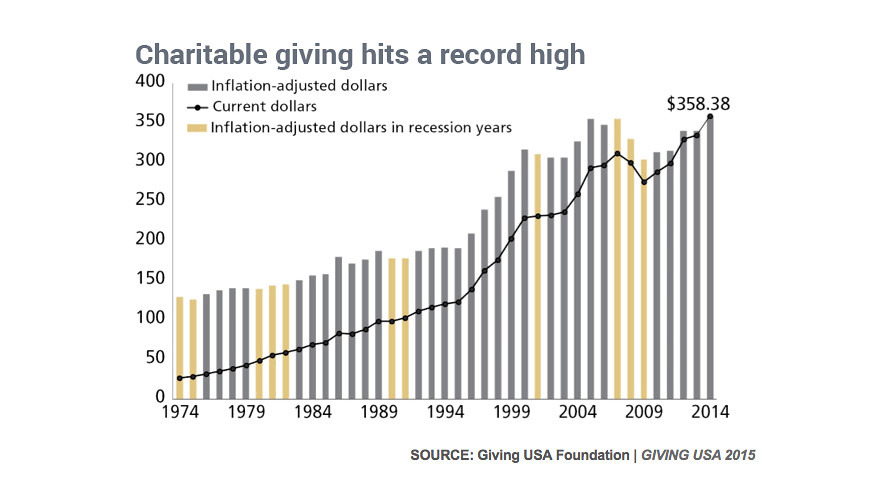 Charitable giving hits a record high
400
Inflation-adjusted dollars
Current dollars
Inflation-adjusted dollars in recession years
$358.38
350
300
250
200
150
100
50
0
1974 1979 1984 1989 1994 1999 2004 2009 2014
SOURCE: Giving USA Foundation | GIVING USA 2015